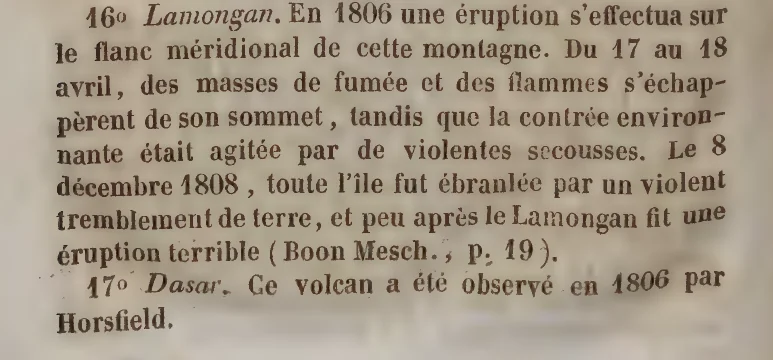 16º Lamongan. En 1806 une éruption s'effectua sur
le flanc méridional de cette montagne. Du 17 au 18
avril, des masses de fumée et des flammes s'échap-
pèrent de son sommet, tandis que la contrée environ-
nante était agitée par de violentes secousses. Le 8
décembre 1808, toute l'île fut ébranlée par un violent
tremblement de terre, et peu après le Lamongan fit une
éruption terrible (Boon Mesch., p. 19).
17º Dasar. Ce volcan a été observé en 1806 par
Horsfield.